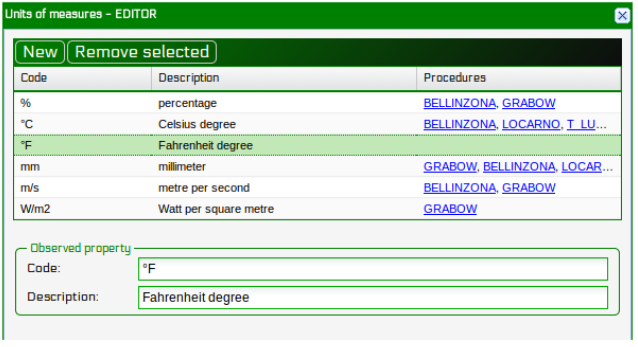 Units of measures - EDITOR
New Remove selected
Code Description Procedures
% percentage BELLINZONA, GRABOW
°C Celsius degree BELLINZONA, LOCARNO, T_LU...
°F Fahrenheit degree
mm millimeter GRABOW, BELLINZONA, LOCAR...
m/s metre per second BELLINZONA, GRABOW
W/m2 Watt per square metre GRABOW
Observed property
Code: °F
Description: Fahrenheit degree